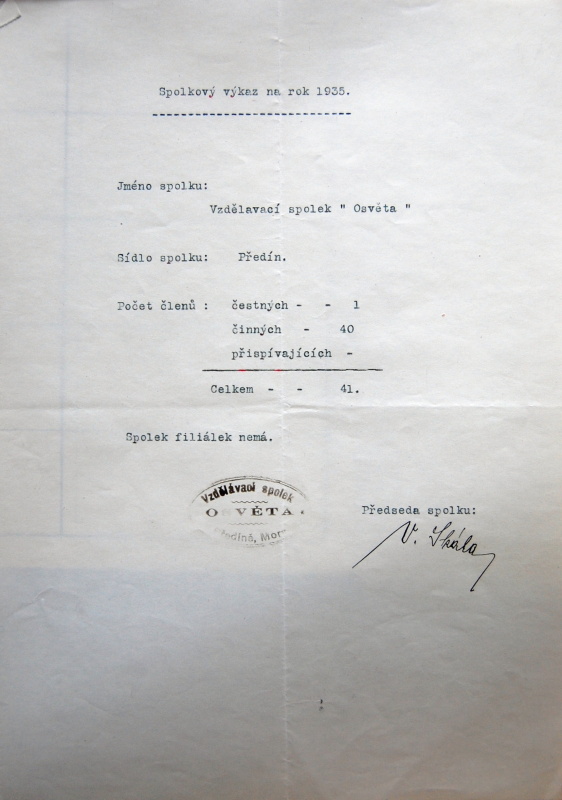 Spolkový výkaz na rok 1935.
Jméno spolku:
Vzdělavací spolek " Osvěta "
Sídlo spolku: Předín.
Počet členů : čestných - - 1
činných - 40
přispívajících -
Celkem - - 41.
Spolek filiálek nemá.
Vzdělávací spolek
OSVĚTA
Předseda spolku:
V. Skála